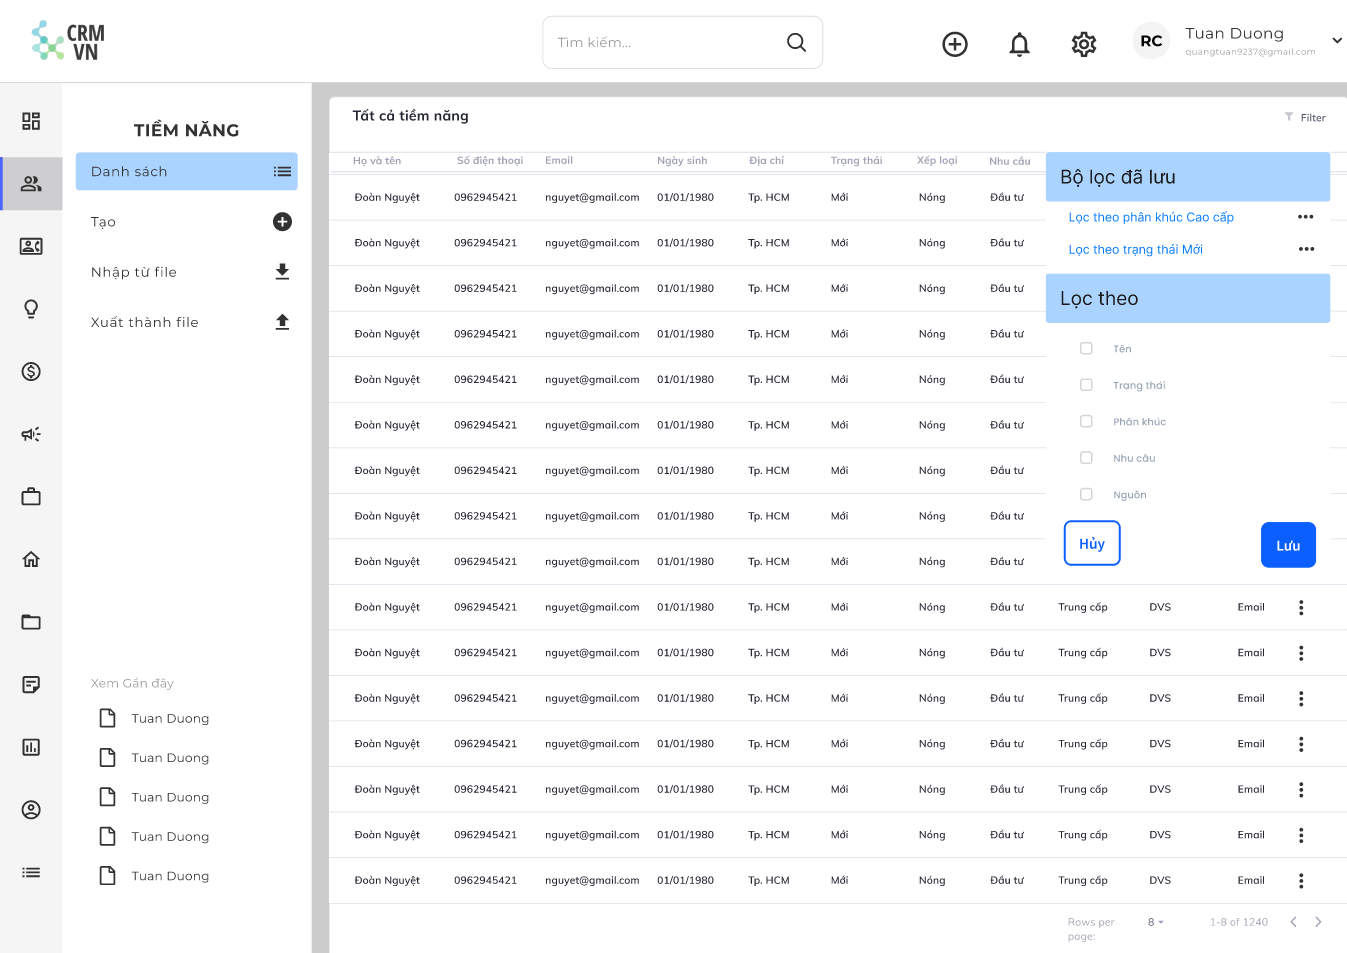 CRM
VN
Tìm kiếm...
RC
Tuan Duong
quangtuan9237@gmail.com
TIỀM NĂNG
Danh sách
Tạo
Nhập từ file
Xuất thành file
Xem Gần đây
Tuan Duong
Tuan Duong
Tuan Duong
Tuan Duong
Tuan Duong
Tất cả tiềm năng
Filter
Họ và tên Số điện thoại Email Ngày sinh Địa chỉ Trạng thái Xếp loại Nhu cầu
Đoàn Nguyệt 0962945421 nguyet@gmail.com 01/01/1980 Tp. HCM Mới Nóng Đầu tư
Đoàn Nguyệt 0962945421 nguyet@gmail.com 01/01/1980 Tp. HCM Mới Nóng Đầu tư
Đoàn Nguyệt 0962945421 nguyet@gmail.com 01/01/1980 Tp. HCM Mới Nóng Đầu tư
Đoàn Nguyệt 0962945421 nguyet@gmail.com 01/01/1980 Tp. HCM Mới Nóng Đầu tư
Đoàn Nguyệt 0962945421 nguyet@gmail.com 01/01/1980 Tp. HCM Mới Nóng Đầu tư
Đoàn Nguyệt 0962945421 nguyet@gmail.com 01/01/1980 Tp. HCM Mới Nóng Đầu tư
Đoàn Nguyệt 0962945421 nguyet@gmail.com 01/01/1980 Tp. HCM Mới Nóng Đầu tư
Đoàn Nguyệt 0962945421 nguyet@gmail.com 01/01/1980 Tp. HCM Mới Nóng Đầu tư
Đoàn Nguyệt 0962945421 nguyet@gmail.com 01/01/1980 Tp. HCM Mới Nóng Đầu tư
Đoàn Nguyệt 0962945421 nguyet@gmail.com 01/01/1980 Tp. HCM Mới Nóng Đầu tư Trung cấp DVS Email
Đoàn Nguyệt 0962945421 nguyet@gmail.com 01/01/1980 Tp. HCM Mới Nóng Đầu tư Trung cấp DVS Email
Đoàn Nguyệt 0962945421 nguyet@gmail.com 01/01/1980 Tp. HCM Mới Nóng Đầu tư Trung cấp DVS Email
Đoàn Nguyệt 0962945421 nguyet@gmail.com 01/01/1980 Tp. HCM Mới Nóng Đầu tư Trung cấp DVS Email
Đoàn Nguyệt 0962945421 nguyet@gmail.com 01/01/1980 Tp. HCM Mới Nóng Đầu tư Trung cấp DVS Email
Đoàn Nguyệt 0962945421 nguyet@gmail.com 01/01/1980 Tp. HCM Mới Nóng Đầu tư Trung cấp DVS Email
Đoàn Nguyệt 0962945421 nguyet@gmail.com 01/01/1980 Tp. HCM Mới Nóng Đầu tư Trung cấp DVS Email
Bộ lọc đã lưu
Lọc theo phân khúc Cao cấp
Lọc theo trạng thái Mới
Lọc theo
Tên
Trạng thái
Phân khúc
Nhu cầu
Nguồn
Hủy
Lưu
Rows per
page:
8
1-8 of 1240